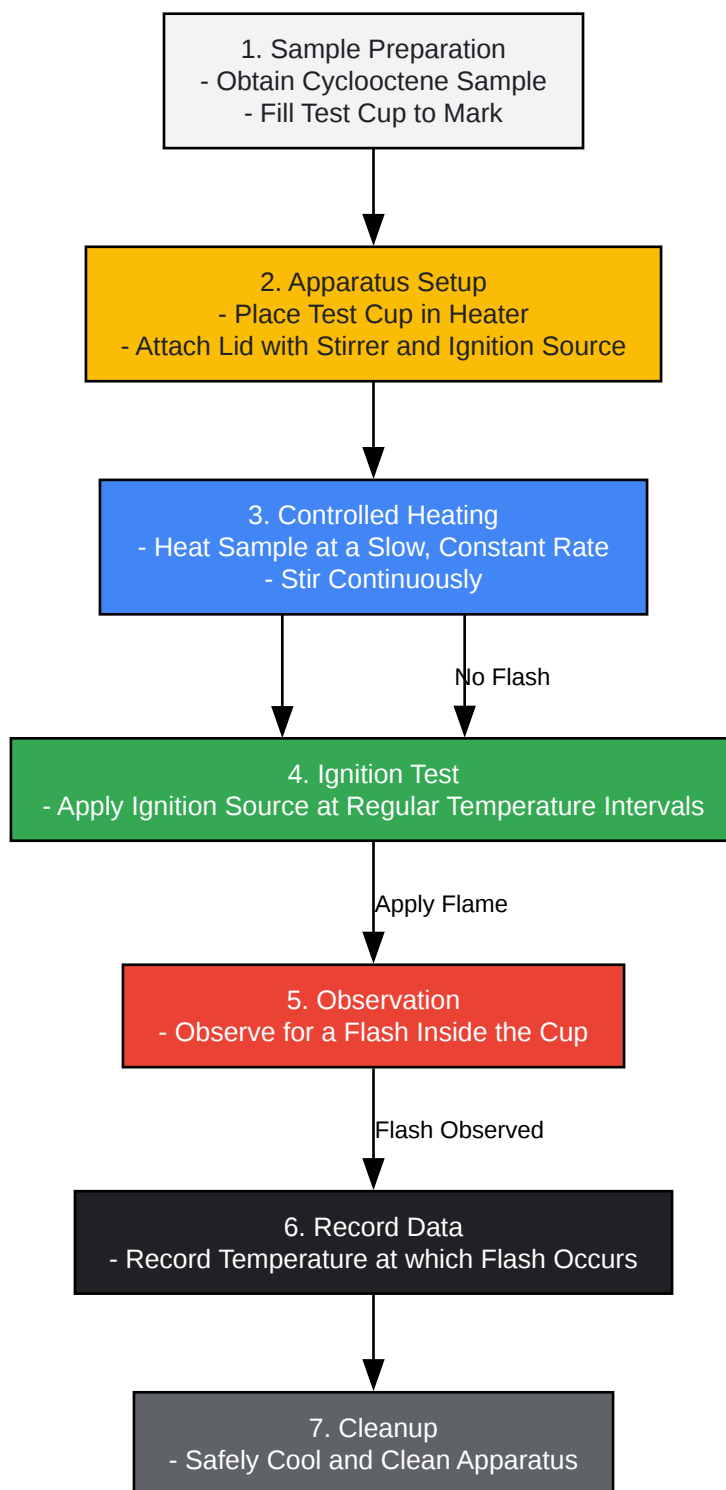 1. Sample Preparation
- Obtain Cyclooctene Sample
- Fill Test Cup to Mark
2. Apparatus Setup
- Place Test Cup in Heater
- Attach Lid with Stirrer and Ignition Source
3. Controlled Heating
- Heat Sample at a Slow, Constant Rate
- Stir Continuously
No Flash
4. Ignition Test
- Apply Ignition Source at Regular Temperature Intervals
Apply Flame
5. Observation
- Observe for a Flash Inside the Cup
Flash Observed
6. Record Data
- Record Temperature at which Flash Occurs
7. Cleanup
- Safely Cool and Clean Apparatus